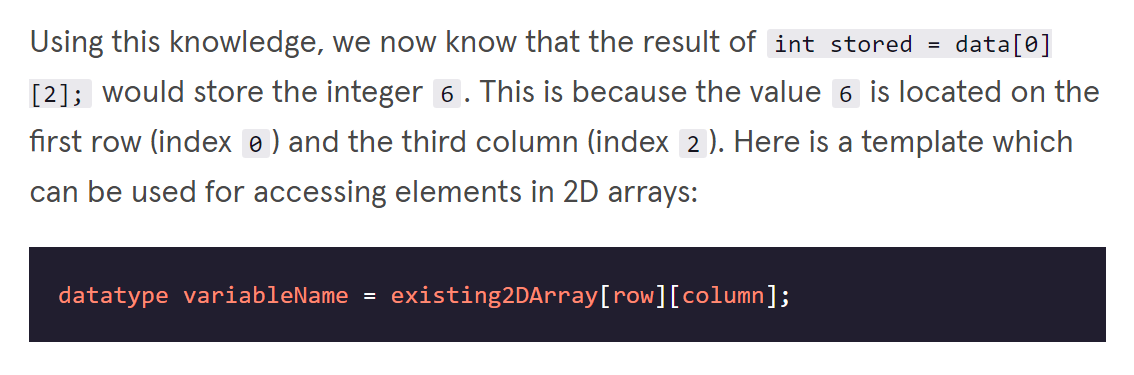 Using this knowledge, we now know that the result of int stored = data[0]
[2]; would store the integer 6. This is because the value 6 is located on the
first row (index 0) and the third column (index 2). Here is a template which
can be used for accessing elements in 2D arrays:
datatype variableName = existing2DArray[row][column];